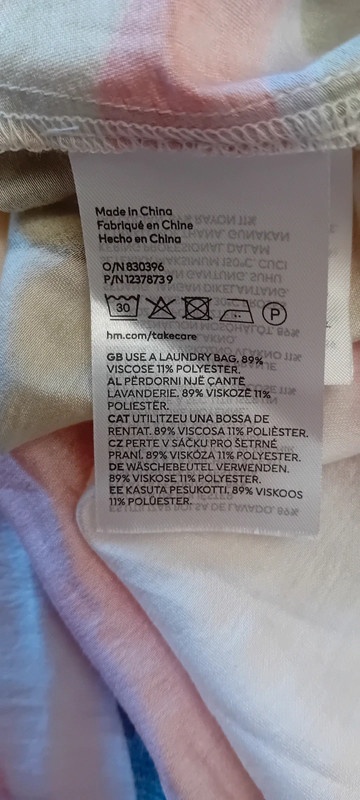 Made in China
Fabriqué en Chine
Hecho en China
O/N 830396
P/N 1237873 9
30
P
hm.com/takecare
GB USE A LAUNDRY BAG. 89%
VISCOSE 11% POLYESTER.
AL PËRDORNI NJË ÇANTË
LAVANDERIE. 89% VISKOZË 11%
POLIESTËR.
CAT UTILITZEU UNA BOSSA DE
RENTAT. 89% VISCOSA 11% POLIÈSTER.
CZ PERTE V SÁČKU PRO ŠETRNÉ
PRANÍ. 89% VISKÓZA 11% POLYESTER.
DE WÄSCHEBEUTEL VERWENDEN.
89% VISKOSE 11% POLYESTER.
EE KASUTA PESUKOTTI. 89% VISKOOS
11% POLÜESTER.